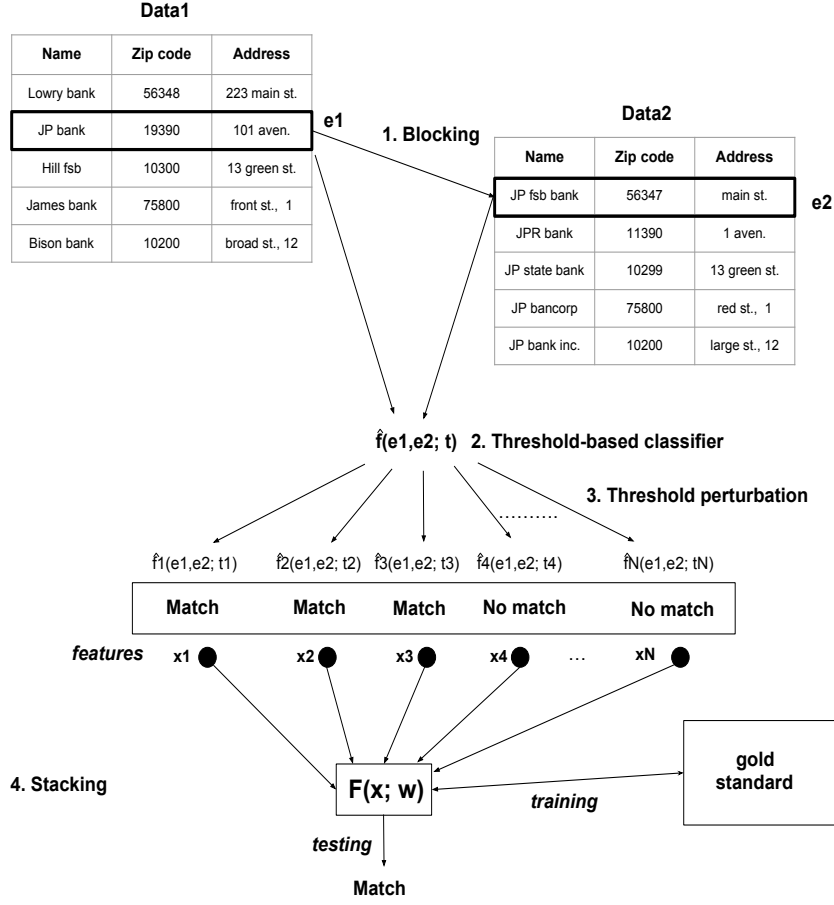 Data1
Name Zip code Address
Lowry bank 56348 223 main st.
JP bank 19390 101 aven.
Hill fsb 10300 13 green st.
James bank 75800 front st., 1
Bison bank 10200 broad st., 12
e1
1. Blocking
Data2
Name Zip code Address
JP fsb bank 56347 main st.
JPR bank 11390 1 aven.
JP state bank 10299 13 green st.
JP bancorp 75800 red st., 1
JP bank inc. 10200 large st., 12
e2
f̂(e1,e2; t) 2. Threshold-based classifier
3. Threshold perturbation
..........
f̂1(e1,e2; t1) f̂2(e1,e2; t2) f̂3(e1,e2; t3) f̂4(e1,e2; t4) f̂N(e1,e2; tN)
Match Match Match No match No match
features x1 x2 x3 x4 ... xN
4. Stacking
F(x; w)
training
gold
standard
testing
Match